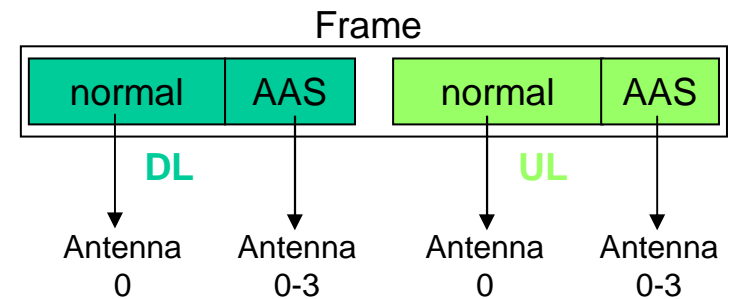 Frame
normal AAS normal AAS
DL UL
Antenna Antenna Antenna Antenna
0 0-3 0 0-3